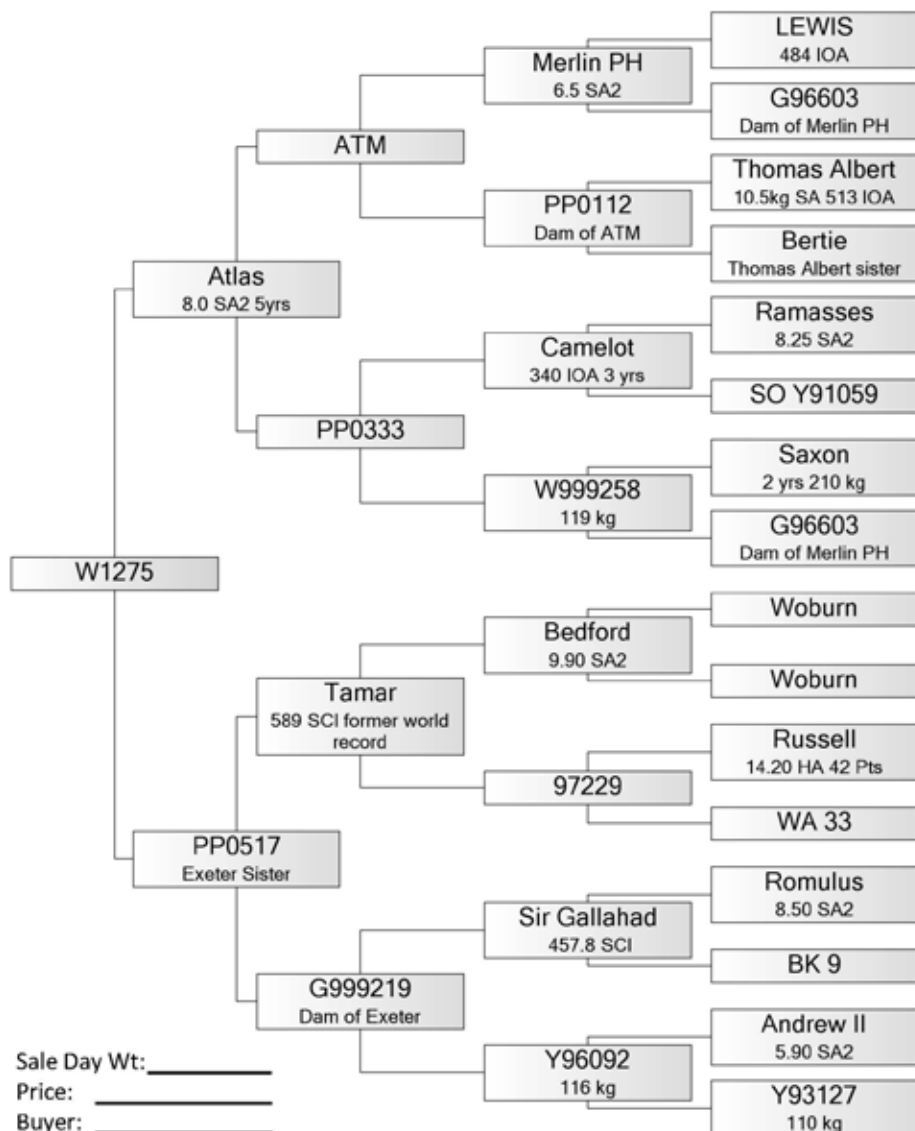 LEWIS
484 IOA
Merlin PH
6.5 SA2
G96603
Dam of Merlin PH
ATM
Thomas Albert
10.5kg SA 513 IOA
PP0112
Dam of ATM
Bertie
Thomas Albert sister
Atlas
8.0 SA2 5yrs
Ramasses
8.25 SA2
Camelot
340 IOA 3 yrs
SO Y91059
PP0333
Saxon
2 yrs 210 kg
W999258
119 kg
G96603
Dam of Merlin PH
W1275
Woburn
Bedford
9.90 SA2
Woburn
Tamar
589 SCI former world
record
Russell
14.20 HA 42 Pts
97229
WA 33
PP0517
Exeter Sister
Romulus
8.50 SA2
Sir Gallahad
457.8 SCI
BK 9
G999219
Dam of Exeter
Andrew II
5.90 SA2
Y96092
116 kg
Y93127
110 kg
Sale Day Wt:
Price:
Buyer: